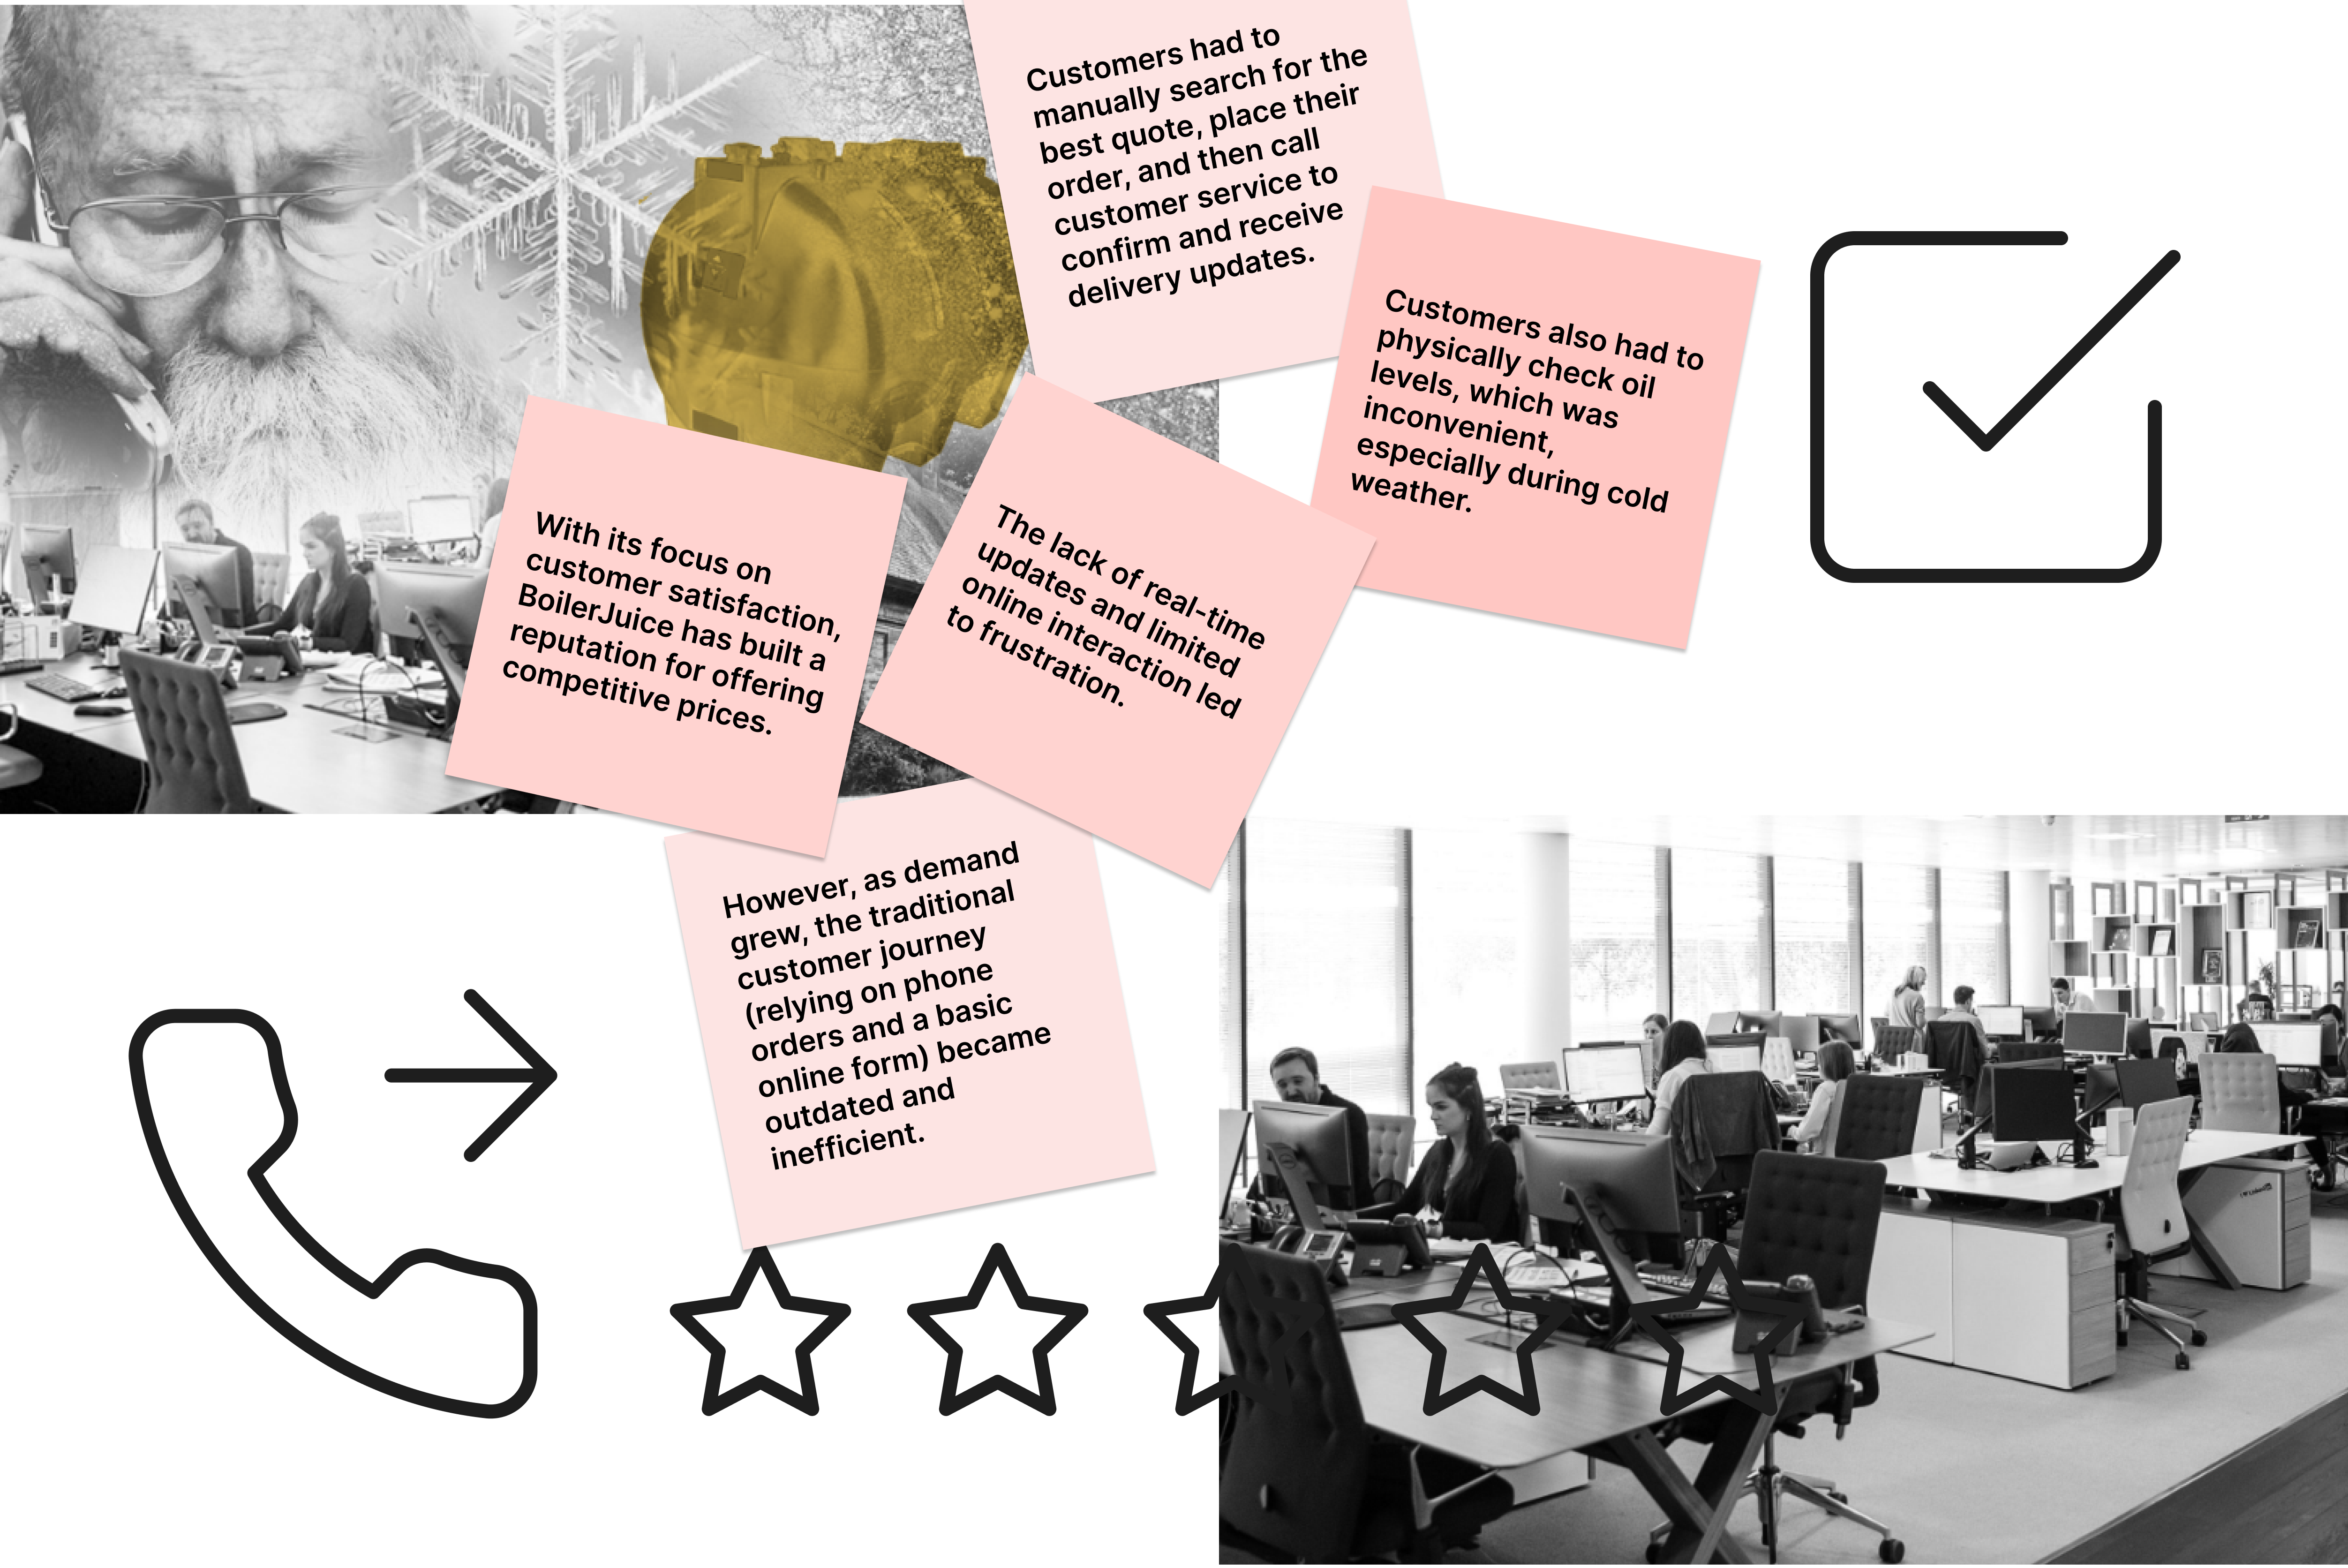 Customers had to
manually search for the
best quote, place their
order, and then call
customer service to
confirm and receive
delivery updates.
Customers also had to
physically check oil
levels, which was
inconvenient,
especially during cold
weather.
With its focus on
customer satisfaction,
BoilerJuice has built a
reputation for offering
competitive prices.
The lack of real-time
updates and limited
online interaction led
to frustration.
However, as demand
grew, the traditional
customer journey
(relying on phone
orders and a basic
online form) became
outdated and
inefficient.